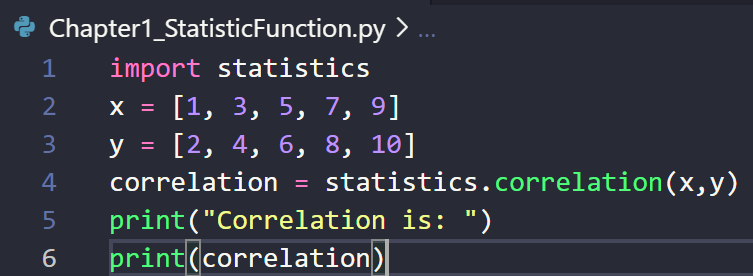 Chapter1_StatisticFunction.py > ...
1 import statistics
2 x = [1, 3, 5, 7, 9]
3 y = [2, 4, 6, 8, 10]
4 correlation = statistics.correlation(x,y)
5 print("Correlation is: ")
6 print(correlation)